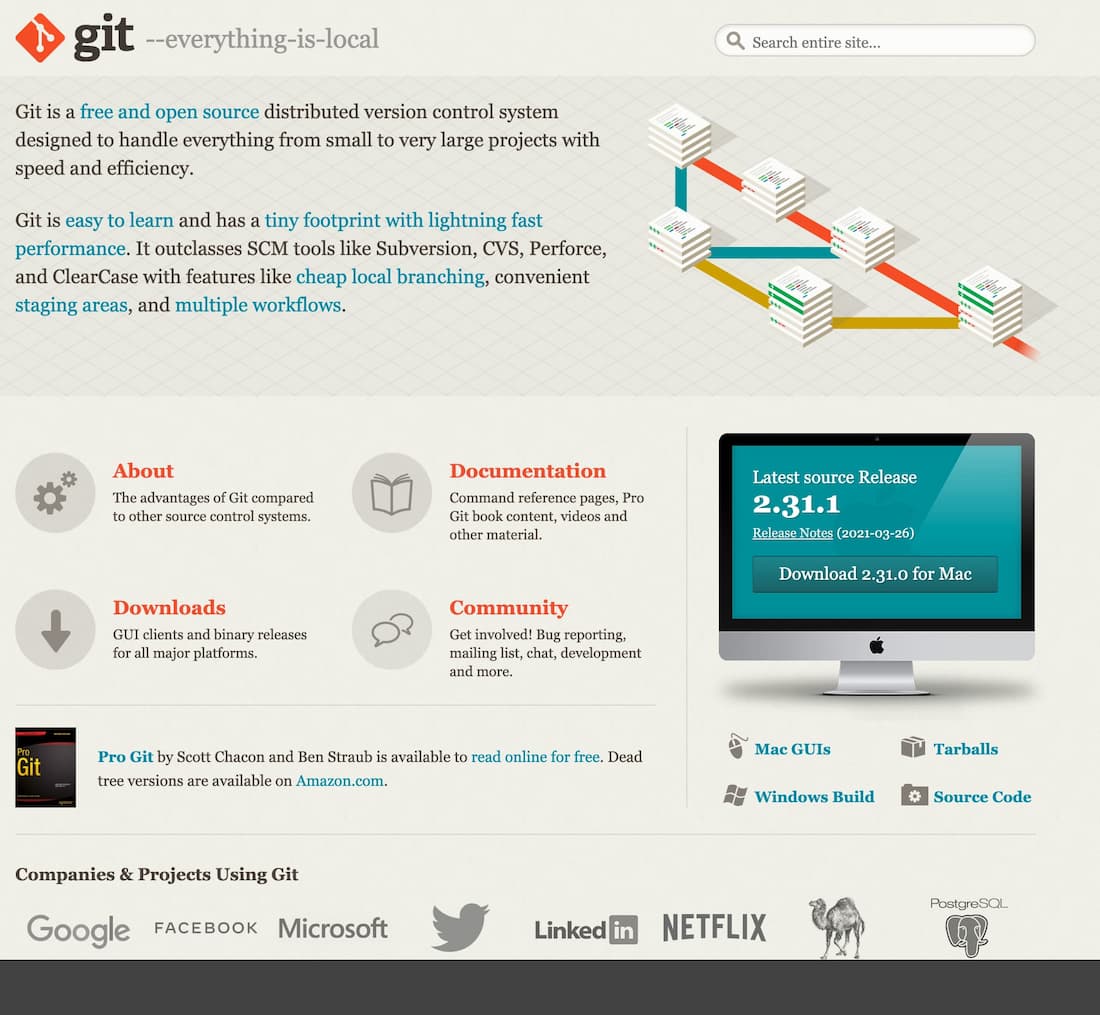 git --everything-is-local
Search entire site...
Git is a free and open source distributed version control system
designed to handle everything from small to very large projects with
speed and efficiency.
Git is easy to learn and has a tiny footprint with lightning fast
performance. It outclasses SCM tools like Subversion, CVS, Perforce,
and ClearCase with features like cheap local branching, convenient
staging areas, and multiple workflows.
About
The advantages of Git compared
to other source control systems.
Documentation
Command reference pages, Pro
Git book content, videos and
other material.
Downloads
GUI clients and binary releases
for all major platforms.
Community
Get involved! Bug reporting,
mailing list, chat, development
and more.
Latest source Release
2.31.1
Release Notes (2021-03-26)
Download 2.31.0 for Mac
Mac GUIs
Tarballs
Windows Build
Source Code
Pro
Git
Pro Git by Scott Chacon and Ben Straub is available to read online for free. Dead
tree versions are available on Amazon.com.
Companies & Projects Using Git
Google
FACEBOOK
Microsoft
Linked in
NETFLIX
PostgreSQL